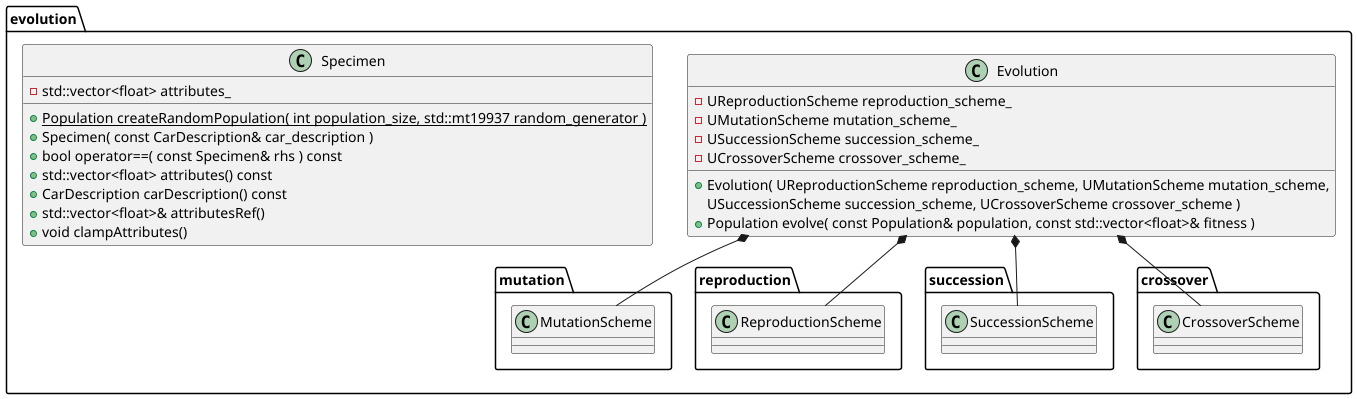 evolution
C Specimen
std::vector<float> attributes_
Population createRandomPopulation( int population_size, std::mt19937 random_generator )
Specimen( const CarDescription& car_description )
bool operator==( const Specimen& rhs ) const
std::vector<float> attributes() const
CarDescription carDescription() const
std::vector<float>& attributesRef()
void clampAttributes()
C Evolution
UReproductionScheme reproduction_scheme_
UMutationScheme mutation_scheme_
USuccessionScheme succession_scheme_
UCrossoverScheme crossover_scheme_
Evolution( UReproductionScheme reproduction_scheme, UMutationScheme mutation_scheme,
USuccessionScheme succession_scheme, UCrossoverScheme crossover_scheme )
Population evolve( const Population& population, const std::vector<float>& fitness )
mutation
C MutationScheme
reproduction
C ReproductionScheme
succession
C SuccessionScheme
crossover
C CrossoverScheme